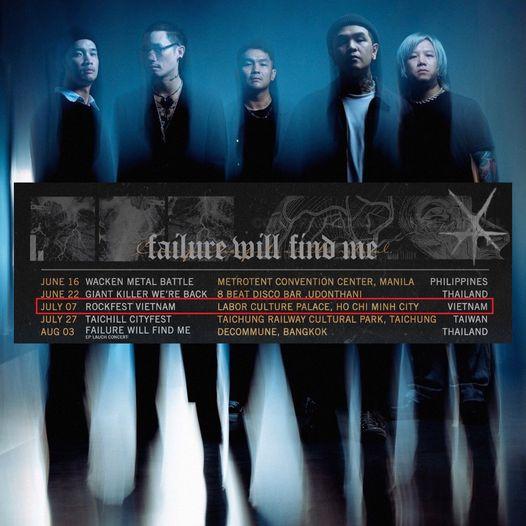 failure will find me
JUNE 16 WACKEN METAL BATTLE METROTENT CONVENTION CENTER, MANILA PHILIPPINES
JUNE 22 GIANT KILLER WE'RE BACK 8 BEAT DISCO BAR ,UDONTHANI THAILAND
JULY 07 ROCKFEST VIETNAM LABOR CULTURE PALACE, HO CHI MINH CITY VIETNAM
JULY 27 TAICHILL CITYFEST TAICHUNG RAILWAY CULTURAL PARK, TAICHUNG TAIWAN
AUG 03 FAILURE WILL FIND ME DECOMMUNE, BANGKOK THAILAND
EP LAUCH CONCERT